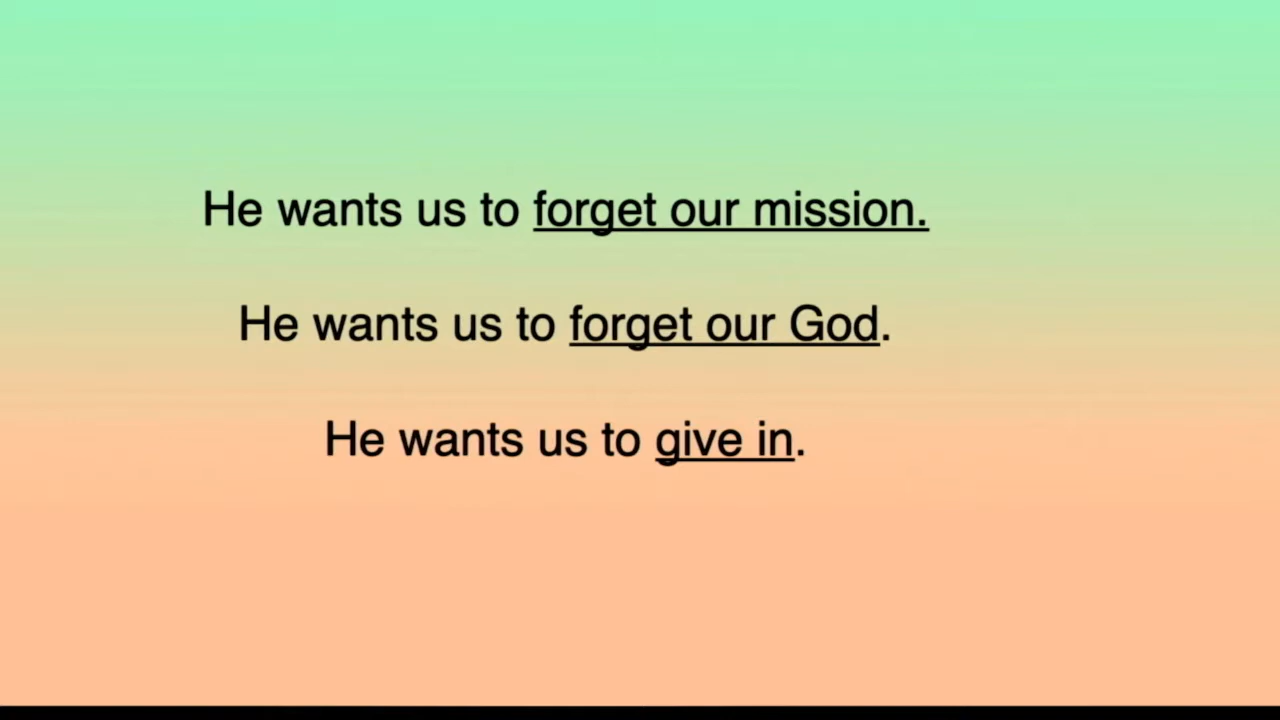 He wants us to forget our mission.
He wants us to forget our God.
He wants us to give in.